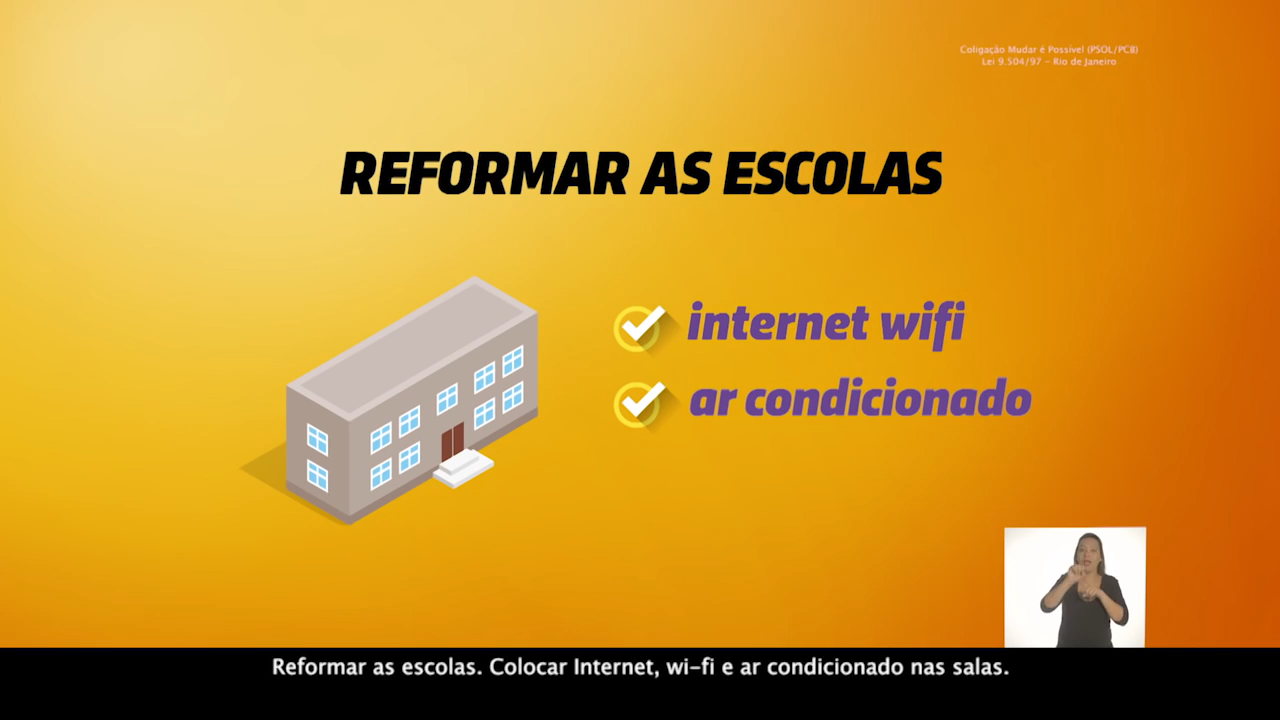 Coligação Mudar é Possível (PSOL/PCB)
Lei 9.504/97 - Rio de Janeiro
REFORMAR AS ESCOLAS
internet wifi
ar condicionado
Reformar as escolas. Colocar Internet, wi-fi e ar condicionado nas salas.